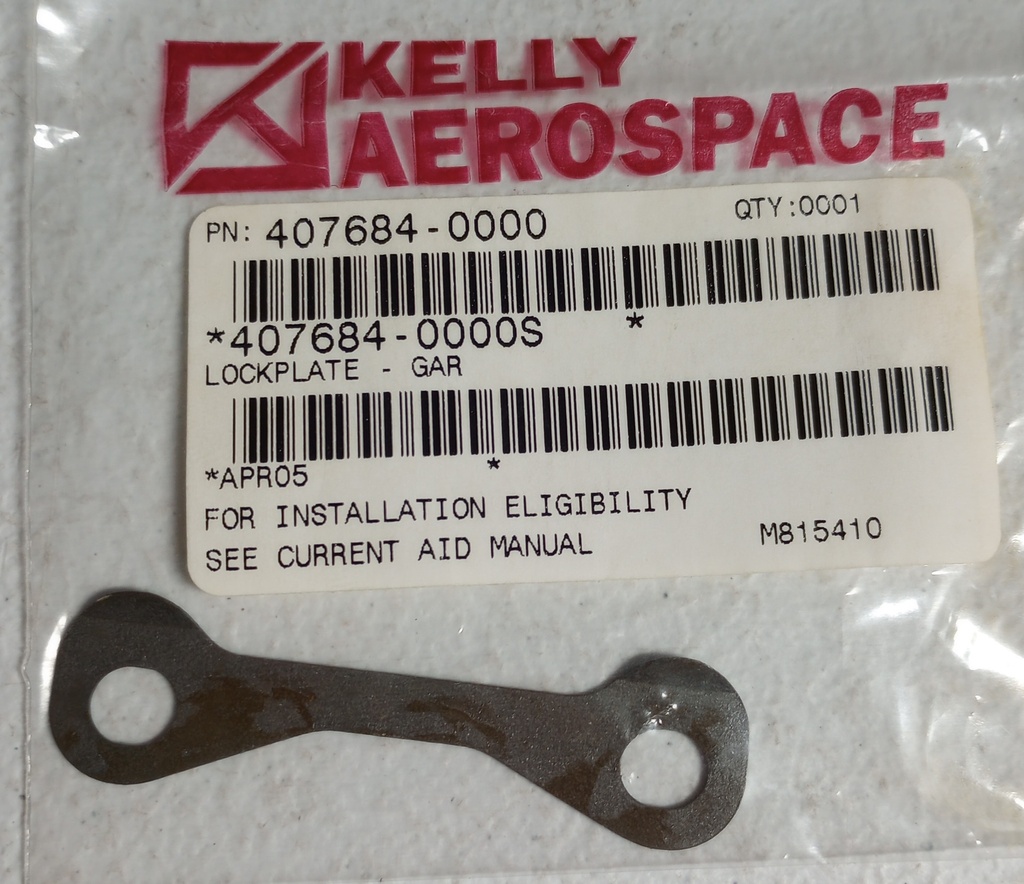 KELLY
AEROSPACE
PN: 407684-0000 QTY:0001
*407684-0000S *
LOCKPLATE - GAR
*APR05 *
FOR INSTALLATION ELIGIBILITY
SEE CURRENT AID MANUAL M815410